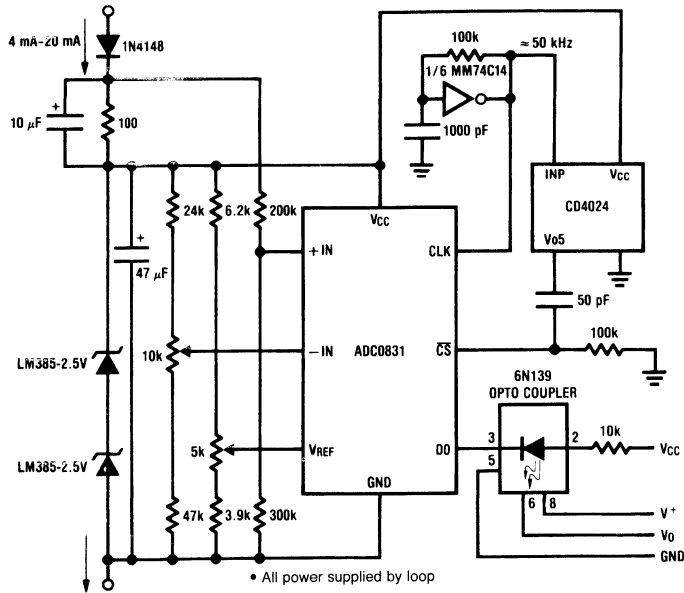 4 mA–20 mA
1N4148
+
10 µF
100
100k
≈ 50 kHz
1/6 MM74C14
1000 pF
INP
VCC
CD4024
VO5
50 pF
100k
24k
6.2k
200k
VCC
+
47 µF
+ IN
CLK
LM385-2.5V
10k
− IN
ADC0831
CS
6N139
OPTO COUPLER
LM385-2.5V
5k
VREF
DO
3
2
10k
VCC
5
GND
47k
3.9k
300k
6
8
V+
VO
GND
• All power supplied by loop